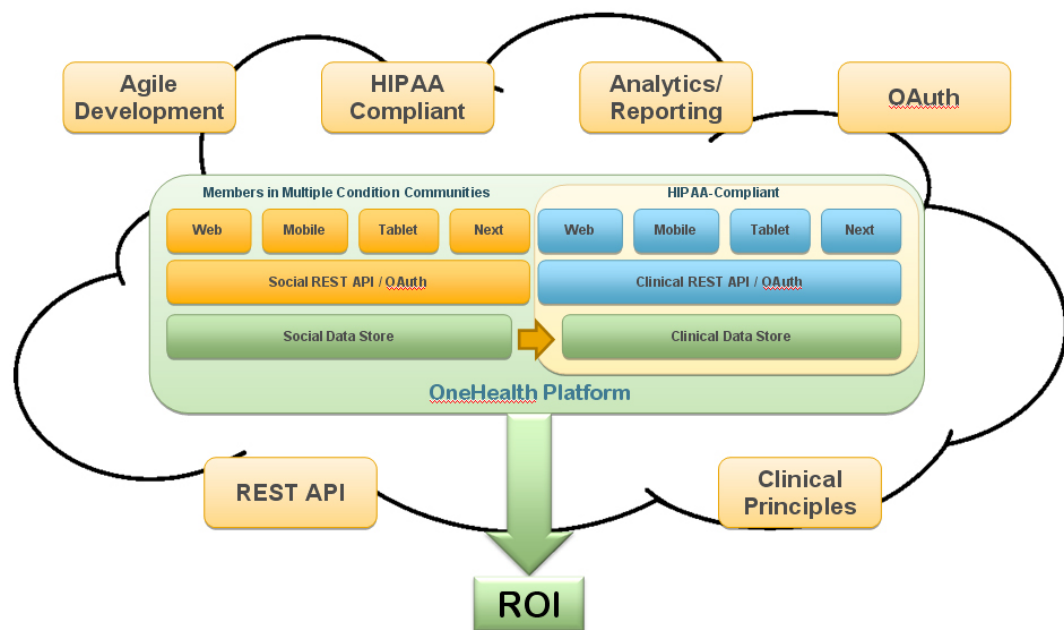 Agile
Development
HIPAA
Compliant
Analytics/
Reporting
OAuth
Members in Multiple Condition Communities
HIPAA-Compliant
Web
Mobile
Tablet
Next
Web
Mobile
Tablet
Next
Social REST API / OAuth
Clinical REST API / OAuth
Social Data Store
Clinical Data Store
OneHealth Platform
REST API
Clinical
Principles
ROI